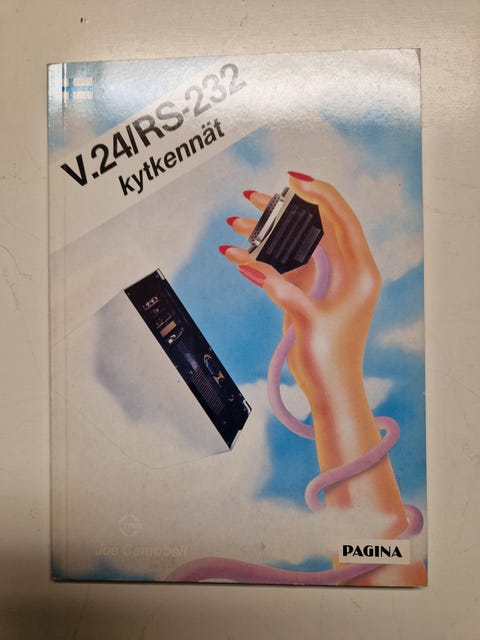 V.24/RS-232
kytkennät
Joe Campbell
PAGINA